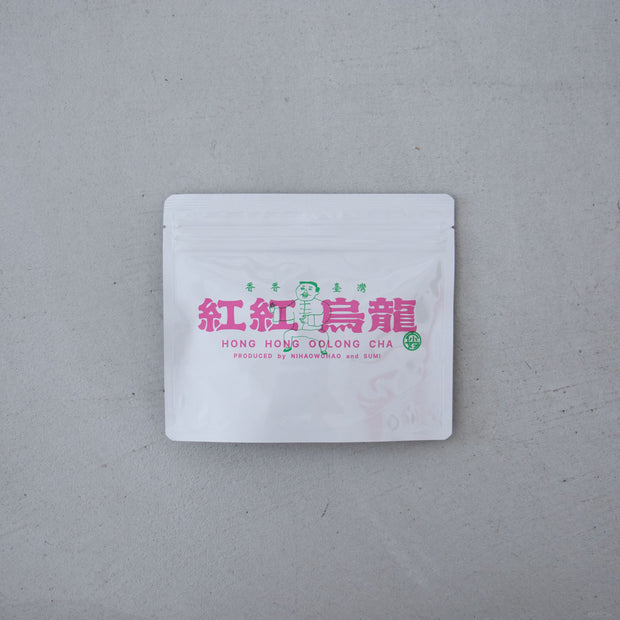 香香 臺灣
紅紅 烏龍
HONG HONG OOLONG CHA
PRODUCED by NIHAOWOHAO and SUMI